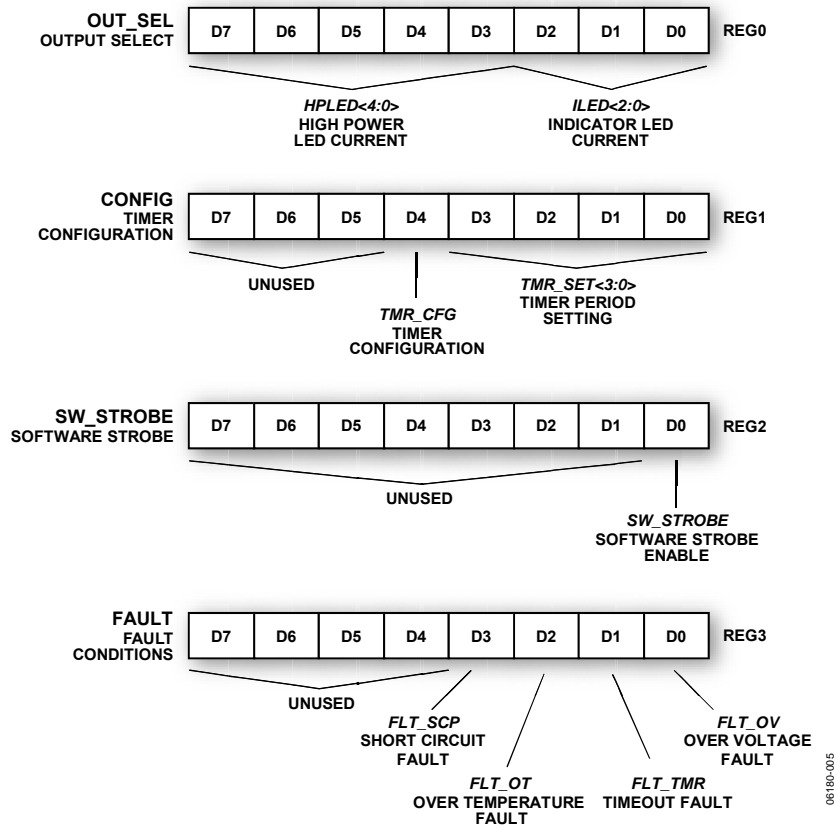 OUT_SEL
OUTPUT SELECT
D7 D6 D5 D4 D3 D2 D1 D0 REG0
HPLED<4:0>
HIGH POWER
LED CURRENT
ILED<2:0>
INDICATOR LED
CURRENT
CONFIG
TIMER
CONFIGURATION
D7 D6 D5 D4 D3 D2 D1 D0 REG1
UNUSED
TMR_CFG
TIMER
CONFIGURATION
TMR_SET<3:0>
TIMER PERIOD
SETTING
SW_STROBE
SOFTWARE STROBE
D7 D6 D5 D4 D3 D2 D1 D0 REG2
UNUSED
SW_STROBE
SOFTWARE STROBE
ENABLE
FAULT
FAULT
CONDITIONS
D7 D6 D5 D4 D3 D2 D1 D0 REG3
UNUSED
FLT_SCP
SHORT CIRCUIT
FAULT
FLT_OT
OVER TEMPERATURE
FAULT
FLT_TMR
TIMEOUT FAULT
FLT_OV
OVER VOLTAGE
FAULT
06180-005